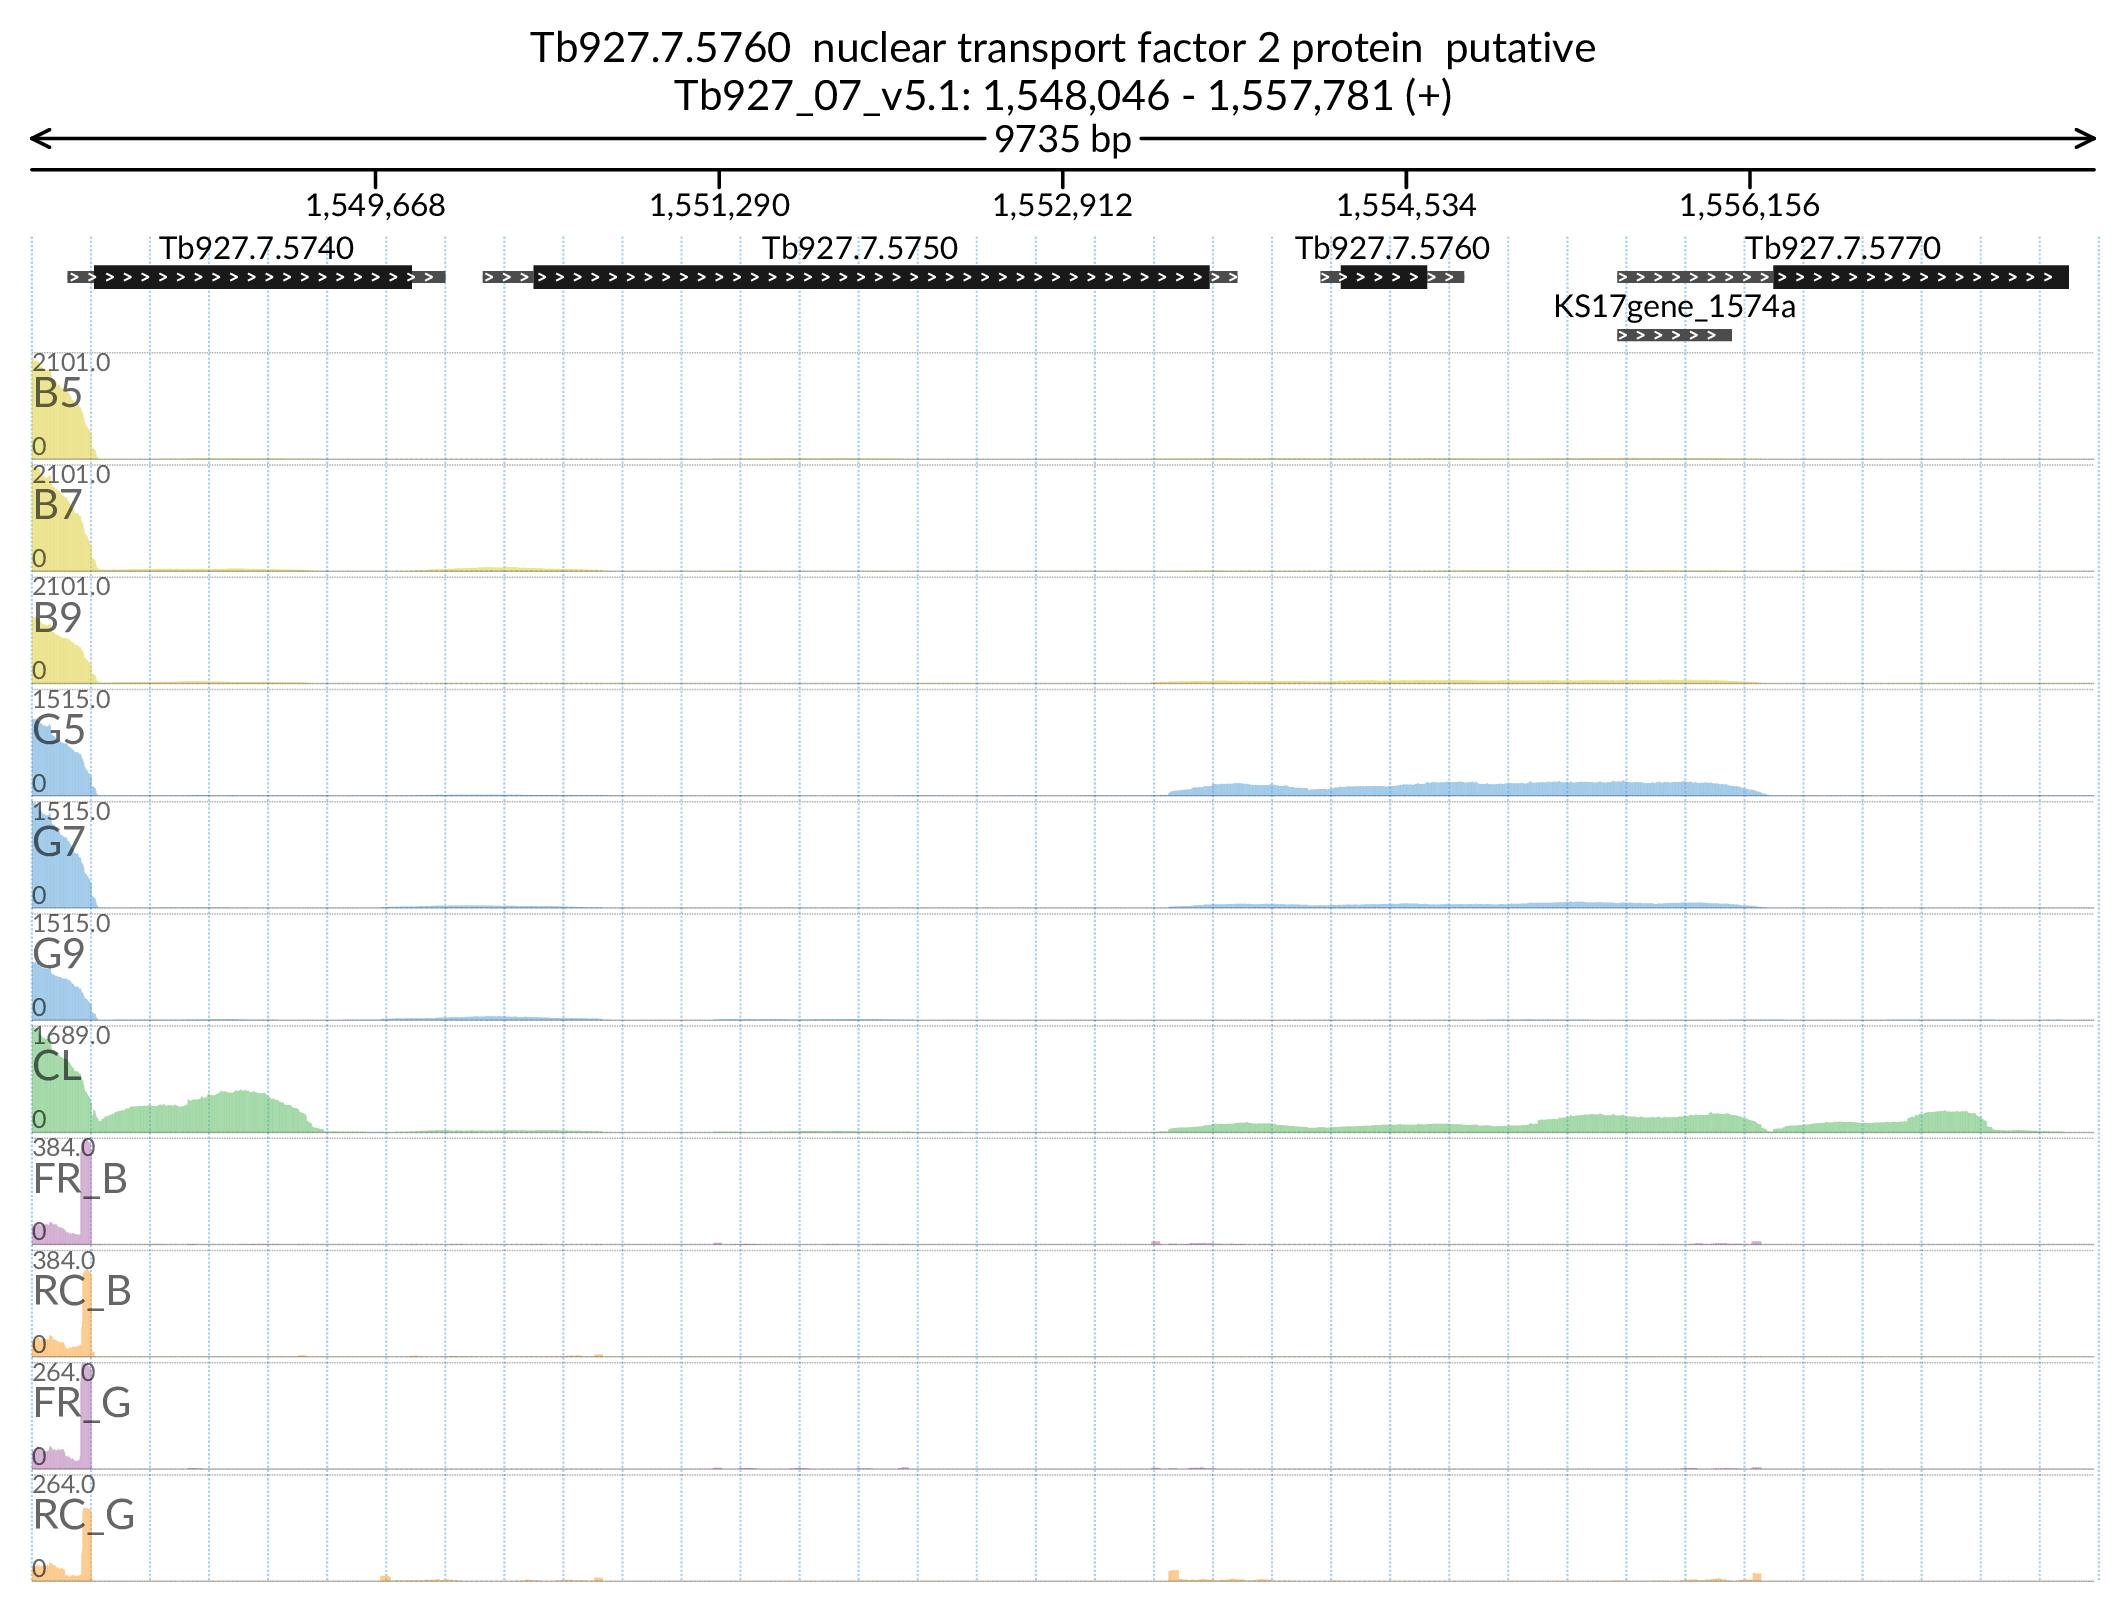 Tb927.7.5760  nuclear transport factor 2 protein  putative
Tb927_07_v5.1: 1,548,046 - 1,557,781 (+)
9735 bp
1,549,668 1,551,290 1,552,912 1,554,534 1,556,156
Tb927.7.5740 Tb927.7.5750 Tb927.7.5760 Tb927.7.5770
KS17gene_1574a
2101.0
B5
0
2101.0
B7
0
2101.0
B9
0
1515.0
G5
0
1515.0
G7
0
1515.0
G9
0
1689.0
CL
0
384.0
FR_B
0
384.0
RC_B
0
264.0
FR_G
0
264.0
RC_G
0